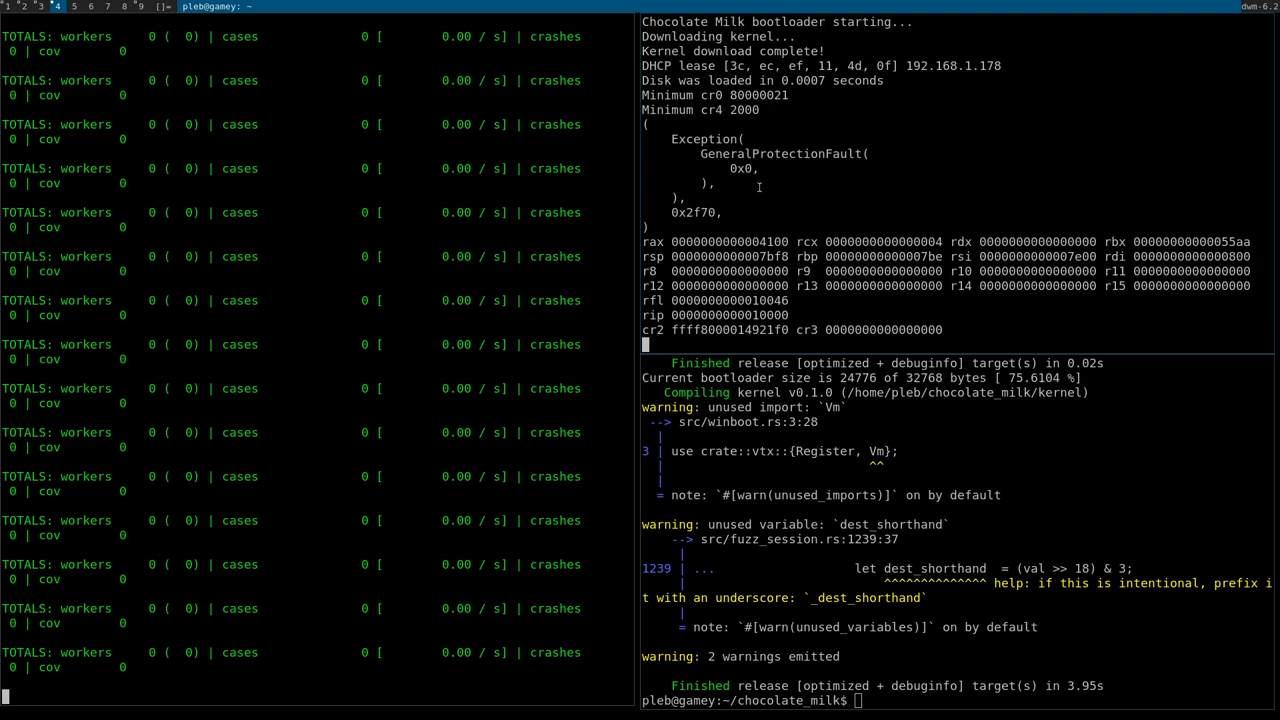 1 2 3 4 5 6 7 8 9 []= pleb@gamey: ~ dwm-6.2
TOTALS: workers 0 ( 0) | cases 0 [ 0.00 / s] | crashes
0 | cov 0
TOTALS: workers 0 ( 0) | cases 0 [ 0.00 / s] | crashes
0 | cov 0
TOTALS: workers 0 ( 0) | cases 0 [ 0.00 / s] | crashes
0 | cov 0
TOTALS: workers 0 ( 0) | cases 0 [ 0.00 / s] | crashes
0 | cov 0
TOTALS: workers 0 ( 0) | cases 0 [ 0.00 / s] | crashes
0 | cov 0
TOTALS: workers 0 ( 0) | cases 0 [ 0.00 / s] | crashes
0 | cov 0
TOTALS: workers 0 ( 0) | cases 0 [ 0.00 / s] | crashes
0 | cov 0
TOTALS: workers 0 ( 0) | cases 0 [ 0.00 / s] | crashes
0 | cov 0
TOTALS: workers 0 ( 0) | cases 0 [ 0.00 / s] | crashes
0 | cov 0
TOTALS: workers 0 ( 0) | cases 0 [ 0.00 / s] | crashes
0 | cov 0
TOTALS: workers 0 ( 0) | cases 0 [ 0.00 / s] | crashes
0 | cov 0
TOTALS: workers 0 ( 0) | cases 0 [ 0.00 / s] | crashes
0 | cov 0
TOTALS: workers 0 ( 0) | cases 0 [ 0.00 / s] | crashes
0 | cov 0
TOTALS: workers 0 ( 0) | cases 0 [ 0.00 / s] | crashes
0 | cov 0
TOTALS: workers 0 ( 0) | cases 0 [ 0.00 / s] | crashes
0 | cov 0
Chocolate Milk bootloader starting...
Downloading kernel...
Kernel download complete!
DHCP lease [3c, ec, ef, 11, 4d, 0f] 192.168.1.178
Disk was loaded in 0.0007 seconds
Minimum cr0 80000021
Minimum cr4 2000
(
    Exception(
        GeneralProtectionFault(
            0x0,
        ),
    ),
    0x2f70,
)
rax 0000000000004100 rcx 0000000000000004 rdx 0000000000000000 rbx 00000000000055aa
rsp 0000000000007bf8 rbp 00000000000007be rsi 0000000000007e00 rdi 0000000000000800
r8  0000000000000000 r9  0000000000000000 r10 0000000000000000 r11 0000000000000000
r12 0000000000000000 r13 0000000000000000 r14 0000000000000000 r15 0000000000000000
rfl 0000000000010046
rip 0000000000010000
cr2 ffff8000014921f0 cr3 0000000000000000
    Finished release [optimized + debuginfo] target(s) in 0.02s
Current bootloader size is 24776 of 32768 bytes [ 75.6104 %]
   Compiling kernel v0.1.0 (/home/pleb/chocolate_milk/kernel)
warning: unused import: `Vm`
 --> src/winboot.rs:3:28
  |
3 | use crate::vtx::{Register, Vm};
  |                            ^^
  |
  = note: `#[warn(unused_imports)]` on by default
warning: unused variable: `dest_shorthand`
    --> src/fuzz_session.rs:1239:37
     |
1239 | ...                   let dest_shorthand  = (val >> 18) & 3;
     |                           ^^^^^^^^^^^^^^ help: if this is intentional, prefix i
t with an underscore: `_dest_shorthand`
     |
     = note: `#[warn(unused_variables)]` on by default
warning: 2 warnings emitted
    Finished release [optimized + debuginfo] target(s) in 3.95s
pleb@gamey:~/chocolate_milk$